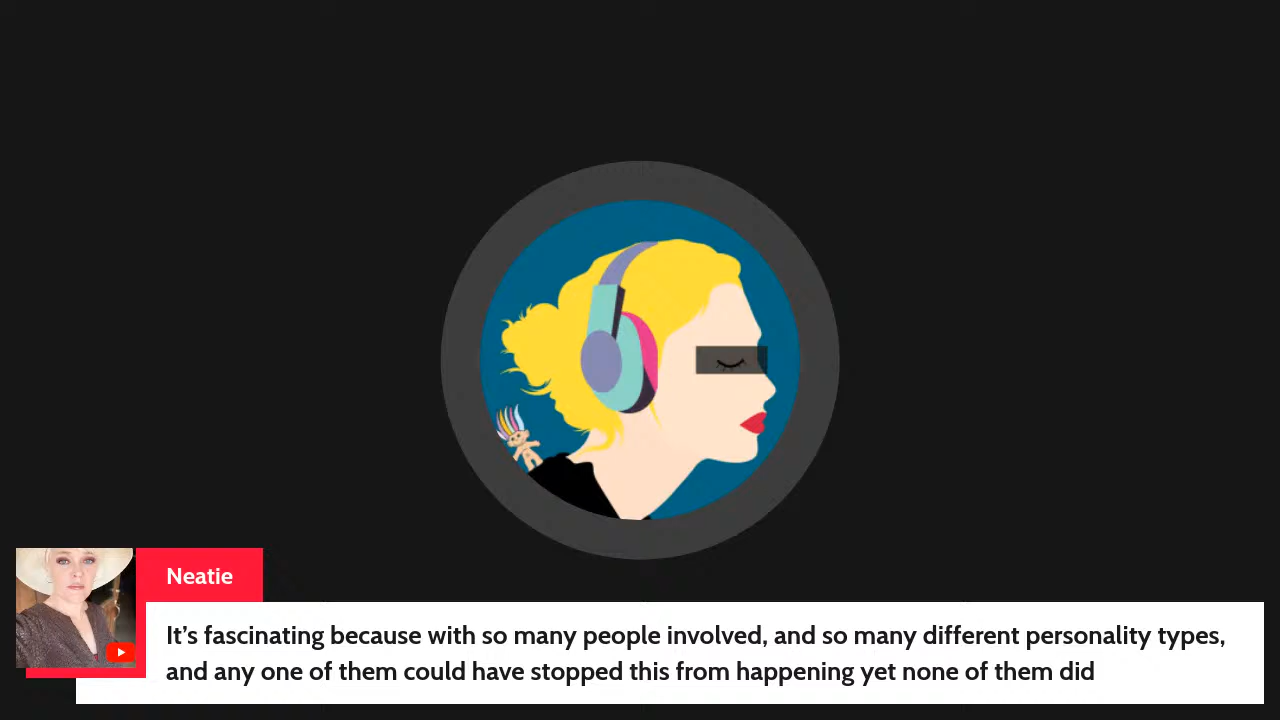 Neatie
It’s fascinating because with so many people involved, and so many different personality types,
and any one of them could have stopped this from happening yet none of them did